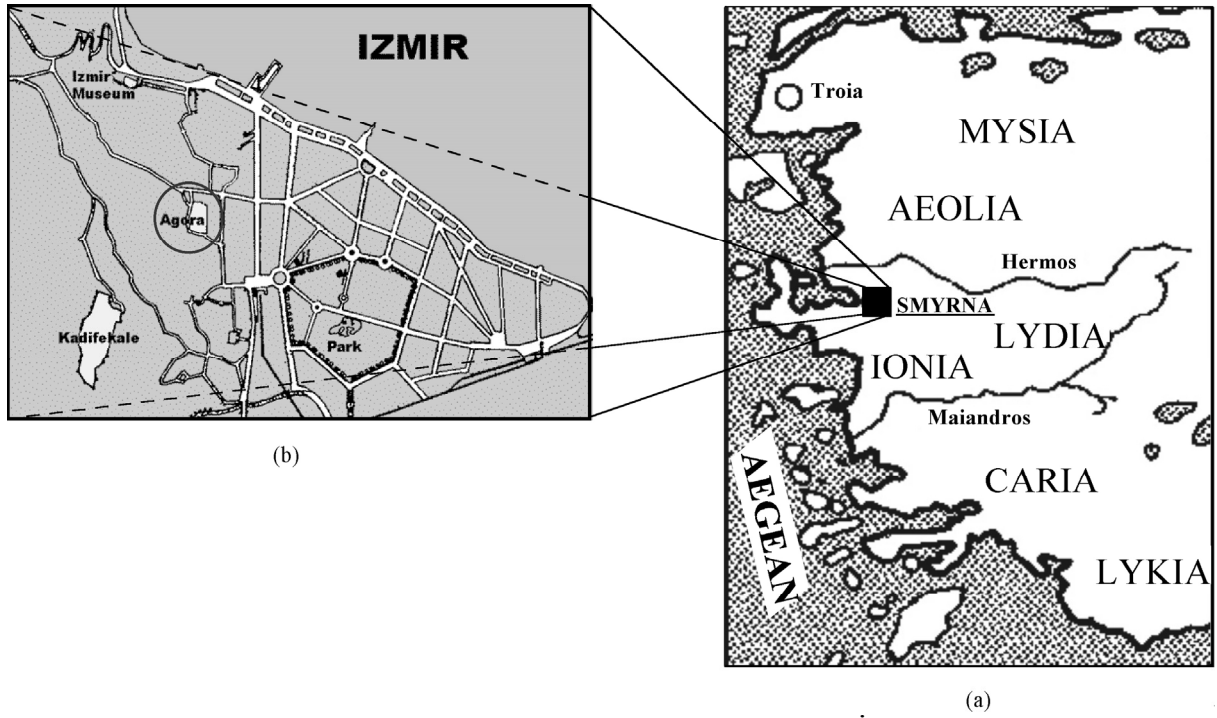 IZMIR
Izmir
Museum
Agora
Kadifekale
Park
(b)
Troia
MYSIA
AEOLIA
Hermos
SMYRNA
LYDIA
IONIA
Maiandros
CARIA
AEGEAN
LYKIA
(a)